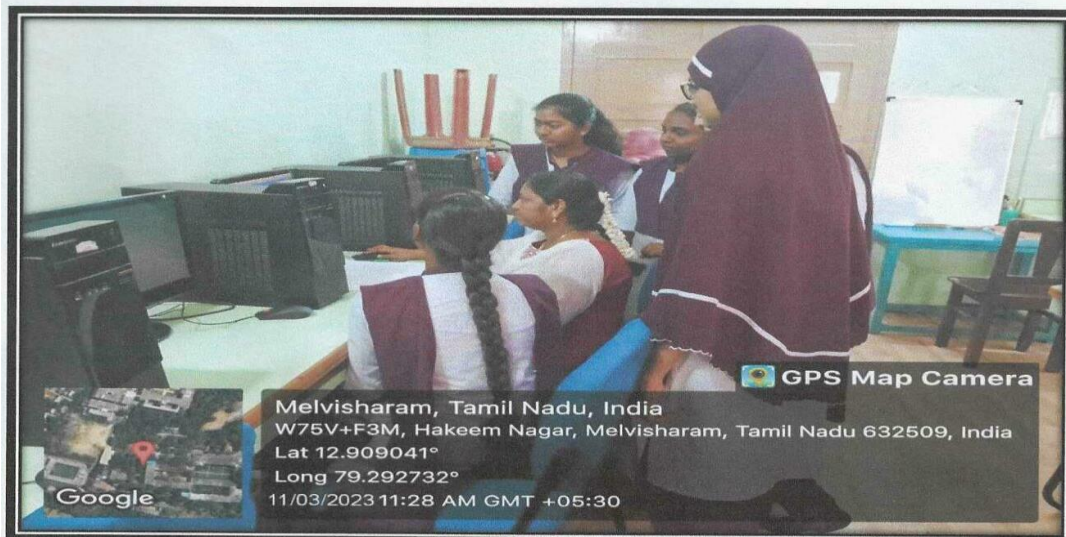 GPS Map Camera
Melvisharam, Tamil Nadu, India
W75V+F3M, Hakeem Nagar, Melvisharam, Tamil Nadu 632509, India
Lat 12.909041°
Long 79.292732°
11/03/2023 11:28 AM GMT +05:30
Google